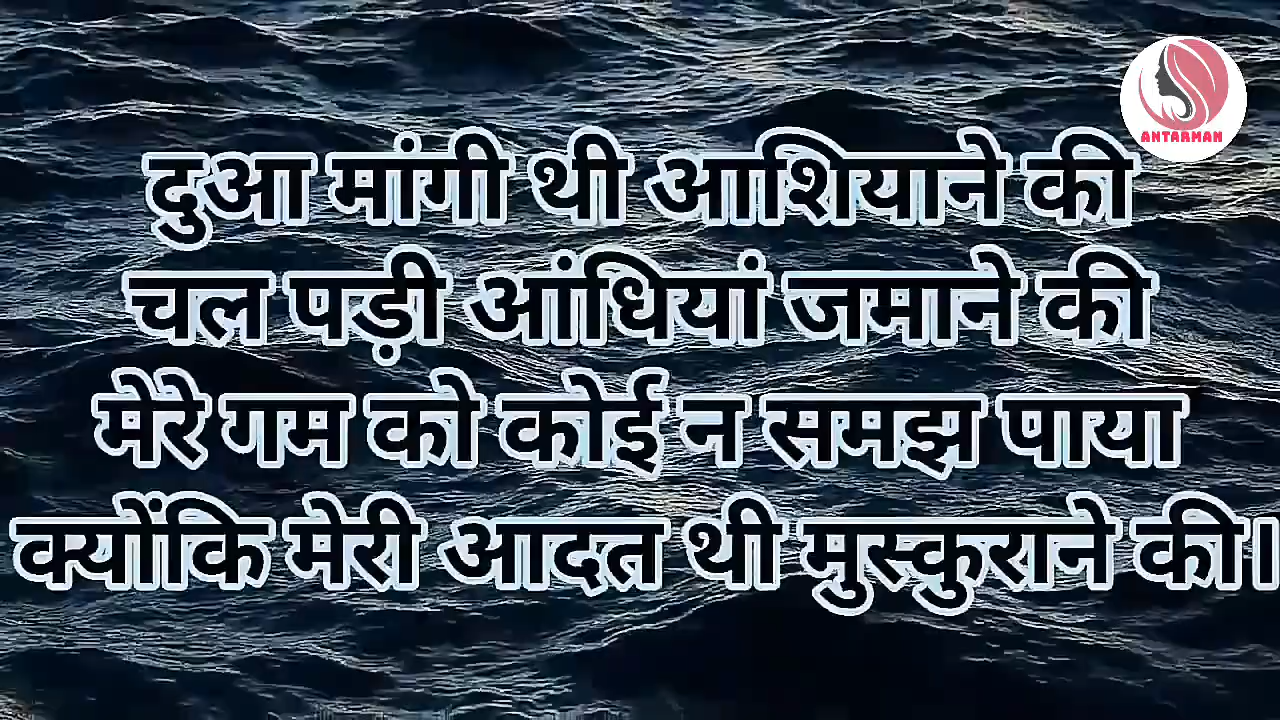 ANTARMAN
दुआ मांगी थी आशियाने की
चल पड़ी आंधियां जमाने की
मेरे गम को कोई न समझ पाया
क्योंकि मेरी आदत थी मुस्कुराने की।